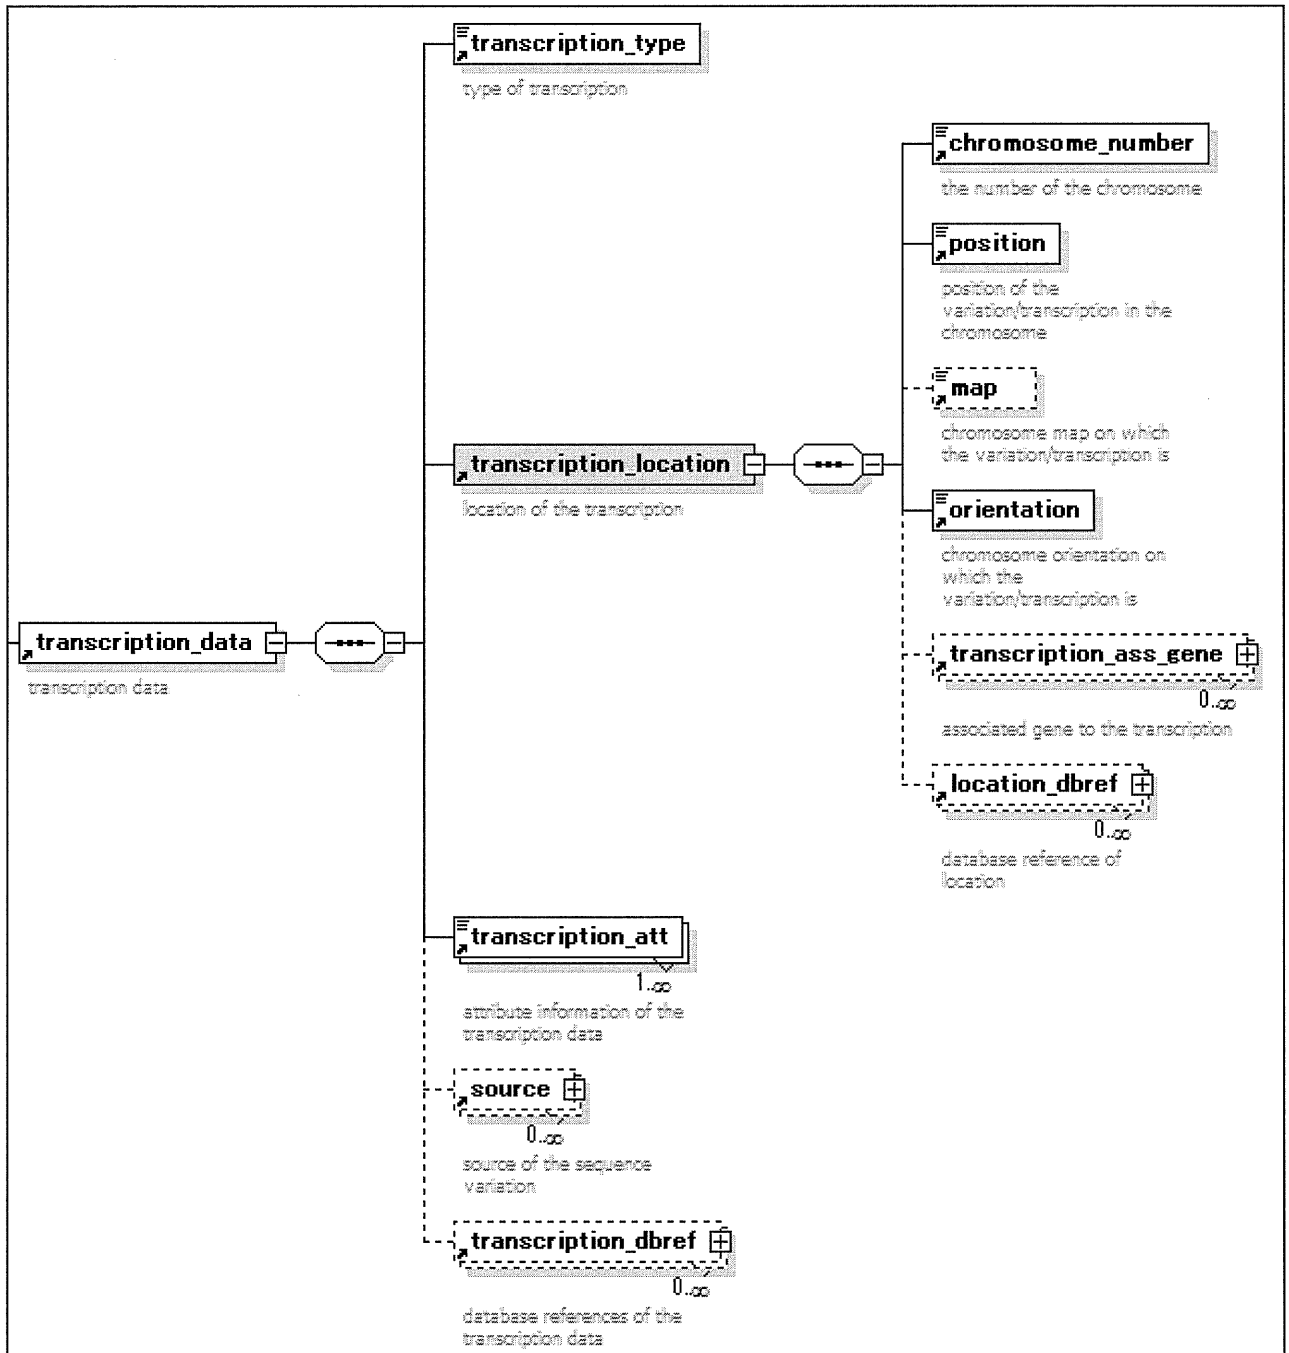 transcription_type
type of transcription
chromosome_number
the number of the chromosome
position
position of the
variation/transcription in the
chromosome
map
chromosome map on which
the variation/transcription is
transcription_location
location of the transcription
orientation
chromosome orientation on
which the
variation/transcription is
transcription_data
transcription data
transcription_ass_gene
0..∞
associated gene to the transcription
location_dbref
0..∞
database reference of
location
transcription_att
1..∞
attribute information of the
transcription data
source
0..∞
source of the sequence
variation
transcription_dbref
0..∞
database references of the
transcription data